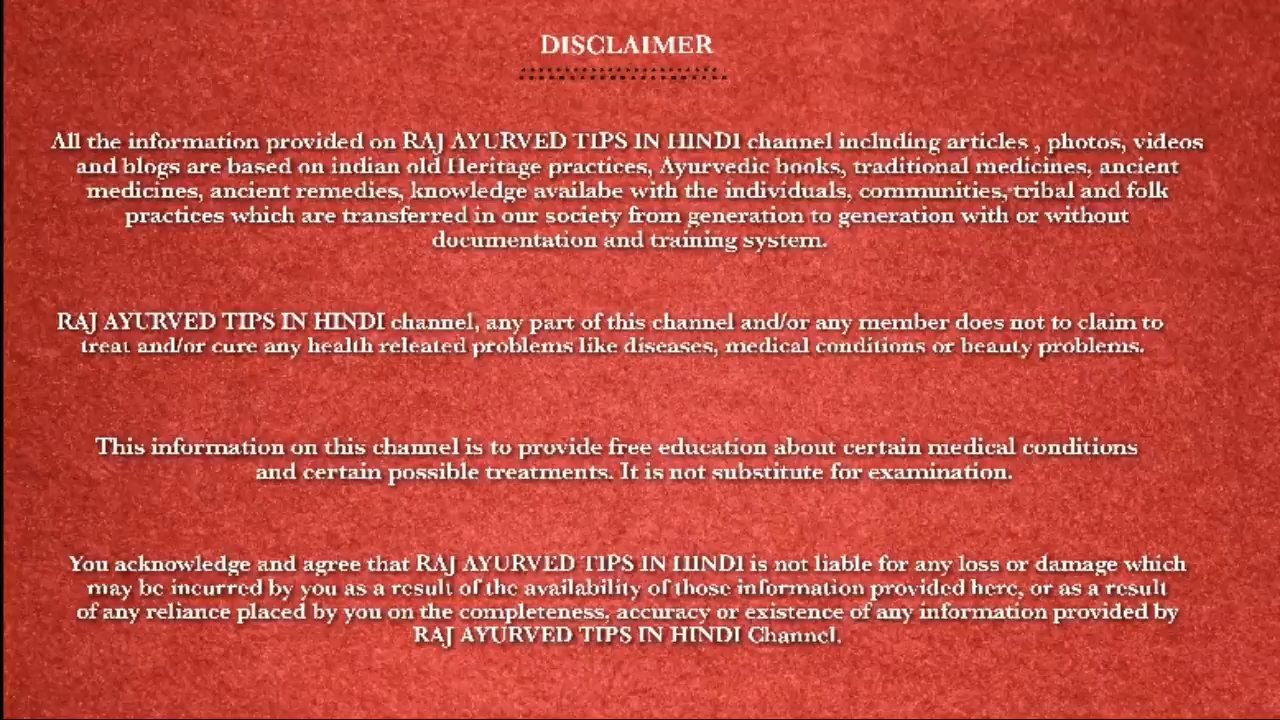 DISCLAIMER
All the information provided on RAJ AYURVED TIPS IN HINDI channel including articles , photos, videos
and blogs are based on indian old Heritage practices, Ayurvedic books, traditional medicines, ancient
medicines, ancient remedies, knowledge availabe with the individuals, communities, tribal and folk
practices which are transferred in our society from generation to generation with or without
documentation and training system.
RAJ AYURVED TIPS IN HINDI channel, any part of this channel and/or any member does not to claim to
treat and/or cure any health releated problems like diseases, medical conditions or beauty problems.
This information on this channel is to provide free education about certain medical conditions
and certain possible treatments. It is not substitute for examination.
You acknowledge and agree that RAJ AYURVED TIPS IN HINDI is not liable for any loss or damage which
may be incurred by you as a result of the availability of those information provided here, or as a result
of any reliance placed by you on the completeness, accuracy or existence of any information provided by
RAJ AYURVED TIPS IN HINDI Channel.